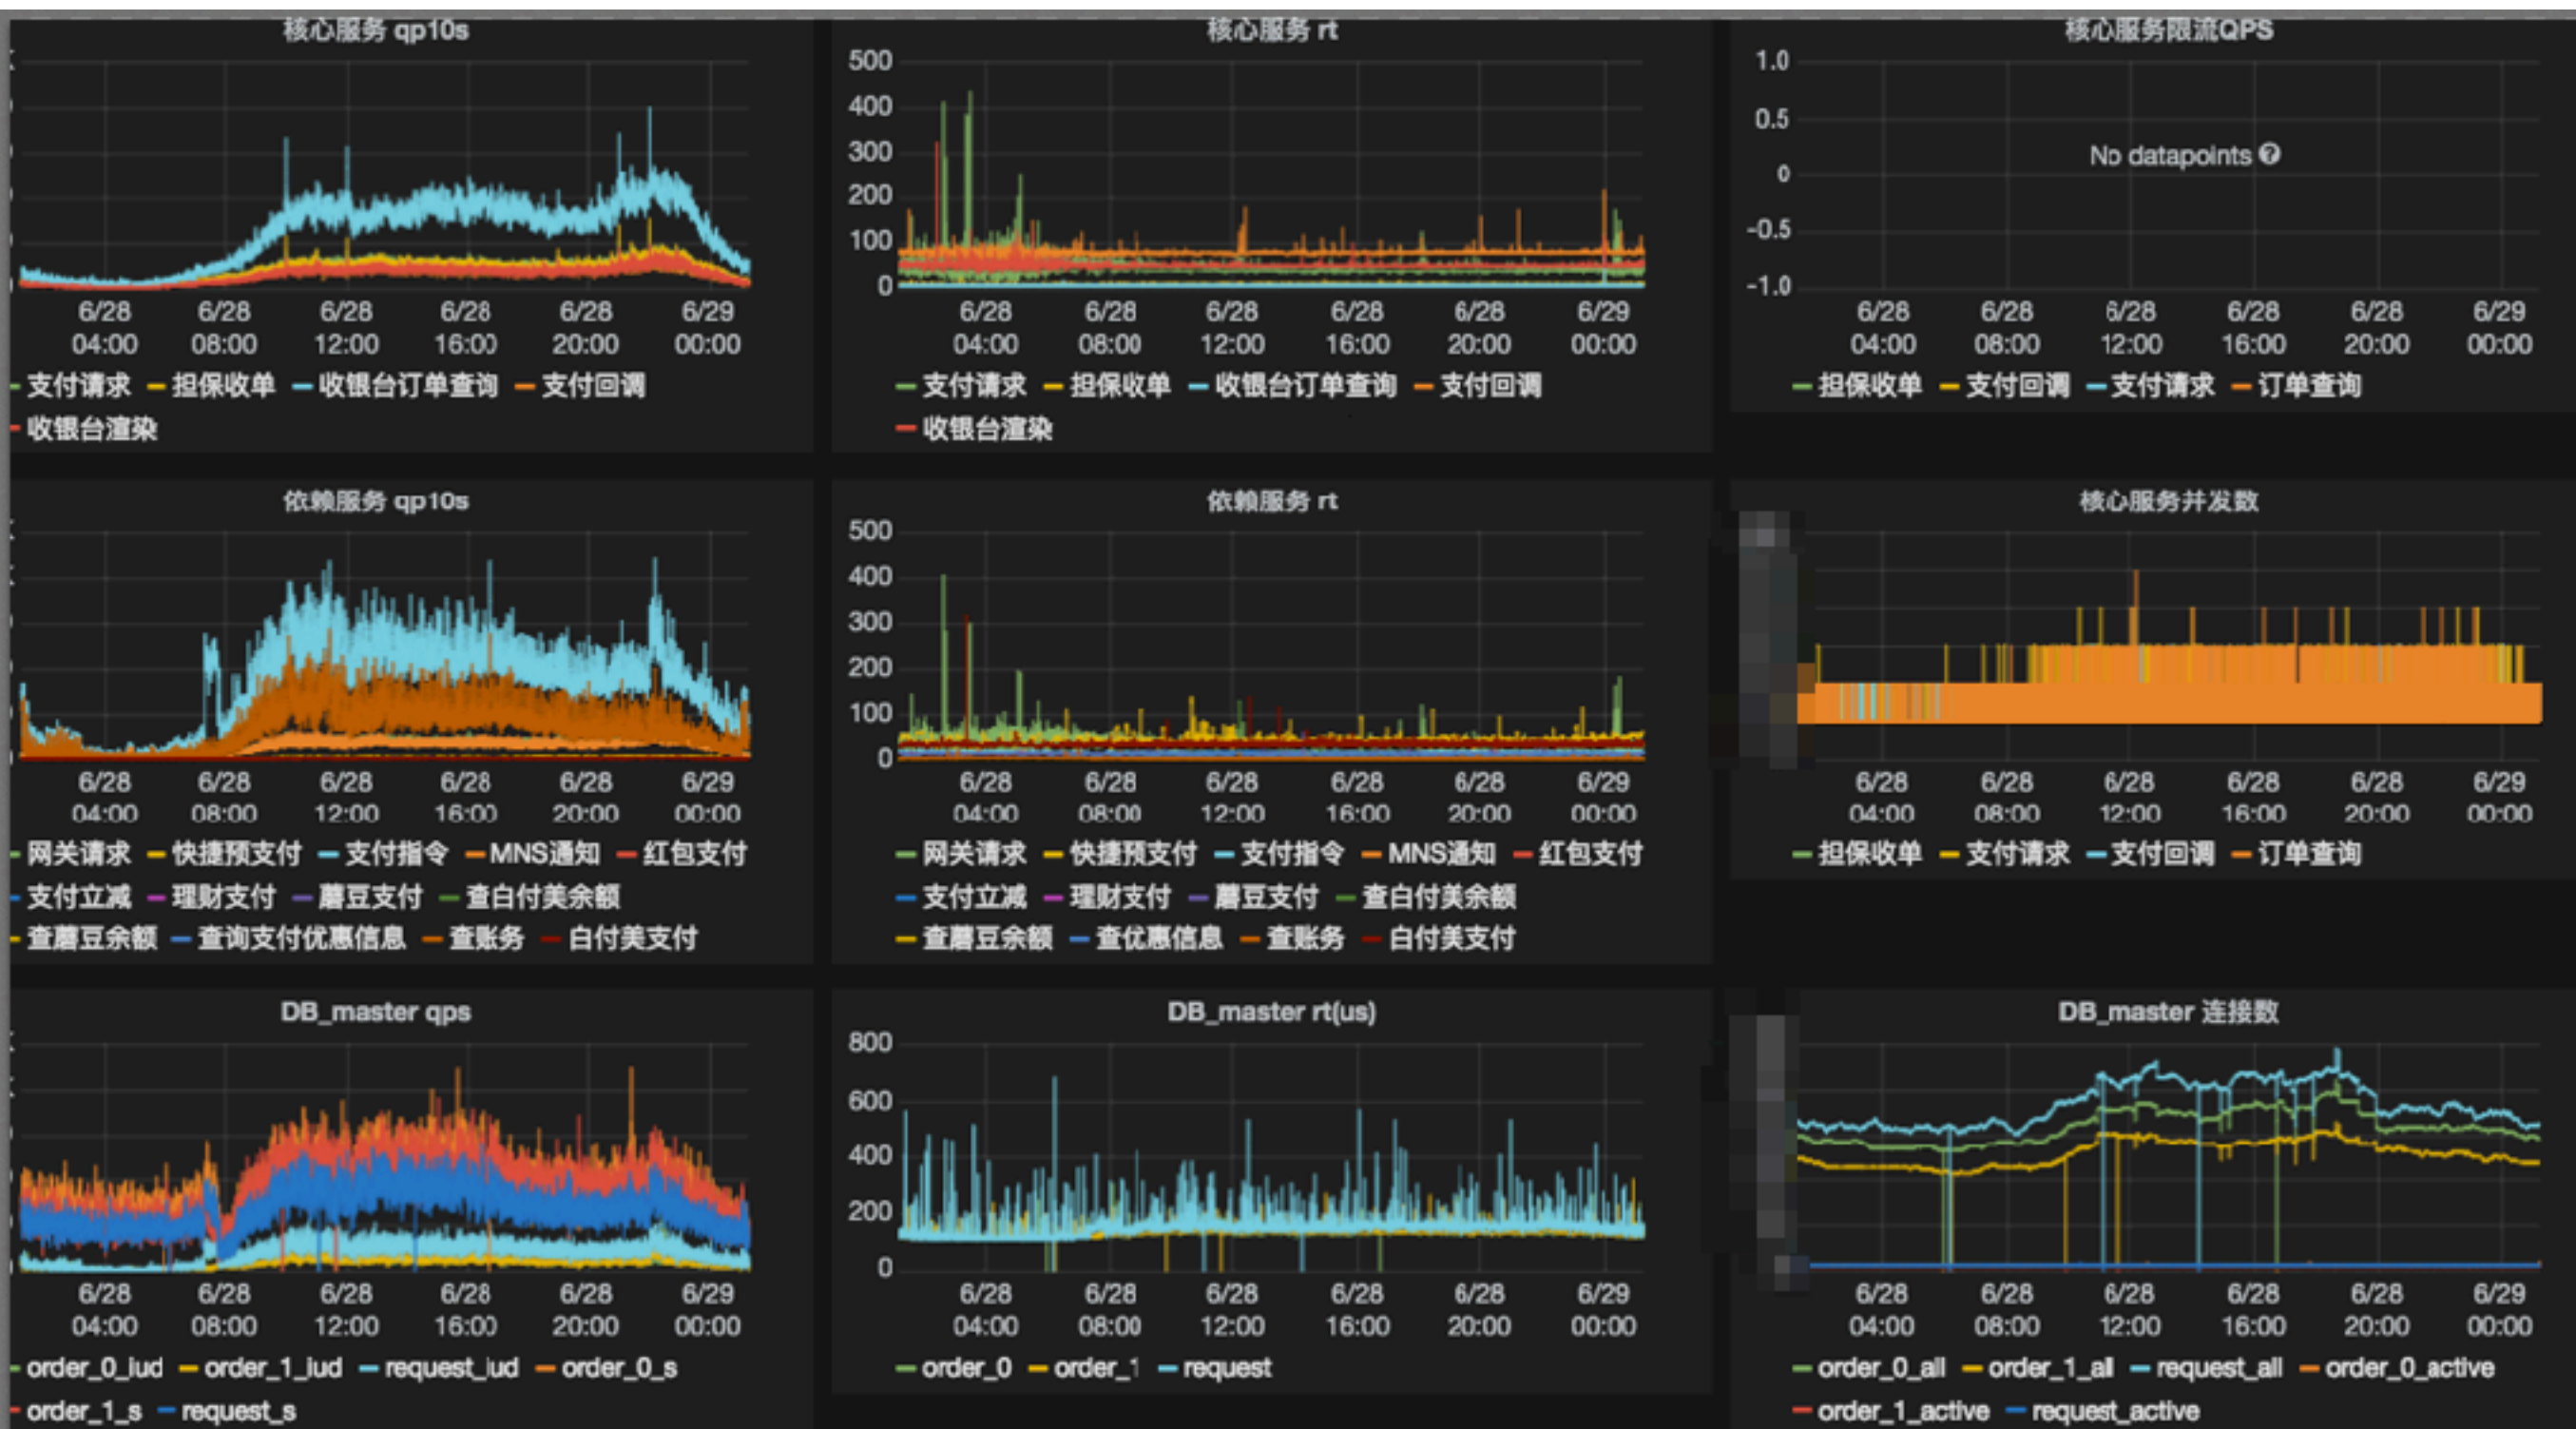 核心服务 qp10s
6/28 6/28 6/28 6/28 6/28 6/29
04:00 08:00 12:00 16:00 20:00 00:00
支付请求 担保收单 收银台订单查询 支付回调
收银台渲染
核心服务 rt
500
400
300
200
100
0
6/28 6/28 6/28 6/28 6/28 6/29
04:00 08:00 12:00 16:00 20:00 00:00
支付请求 担保收单 收银台订单查询 支付回调
收银台渲染
核心服务限流QPS
1.0
0.5
No datapoints
0
-0.5
-1.0
6/28 6/28 6/28 6/28 6/28 6/29
04:00 08:00 12:00 16:00 20:00 00:00
担保收单 支付回调 支付请求 订单查询
依赖服务 qp10s
6/28 6/28 6/28 6/28 6/28 6/29
04:00 08:00 12:00 16:00 20:00 00:00
网关请求 快捷预支付 支付指令 MNS通知 红包支付
支付立减 理财支付 蘑豆支付 查白付美余额
查蘑豆余额 查询支付优惠信息 查账务 白付美支付
依赖服务 rt
500
400
300
200
100
0
6/28 6/28 6/28 6/28 6/28 6/29
04:00 08:00 12:00 16:00 20:00 00:00
网关请求 快捷预支付 支付指令 MNS通知 红包支付
支付立减 理财支付 蘑豆支付 查白付美余额
查蘑豆余额 查优惠信息 查账务 白付美支付
核心服务并发数
6/28 6/28 6/28 6/28 6/28 6/29
04:00 08:00 12:00 16:00 20:00 00:00
担保收单 支付请求 支付回调 订单查询
DB_master qps
6/28 6/28 6/28 6/28 6/28 6/29
04:00 08:00 12:00 16:00 20:00 00:00
order_0_iud order_1_iud request_iud order_0_s
order_1_s request_s
DB_master rt(us)
800
600
400
200
0
6/28 6/28 6/28 6/28 6/28 6/29
04:00 08:00 12:00 16:00 20:00 00:00
order_0 order_1 request
DB_master 连接数
6/28 6/28 6/28 6/28 6/28 6/29
04:00 08:00 12:00 16:00 20:00 00:00
order_0_all order_1_all request_all order_0_active
order_1_active request_active